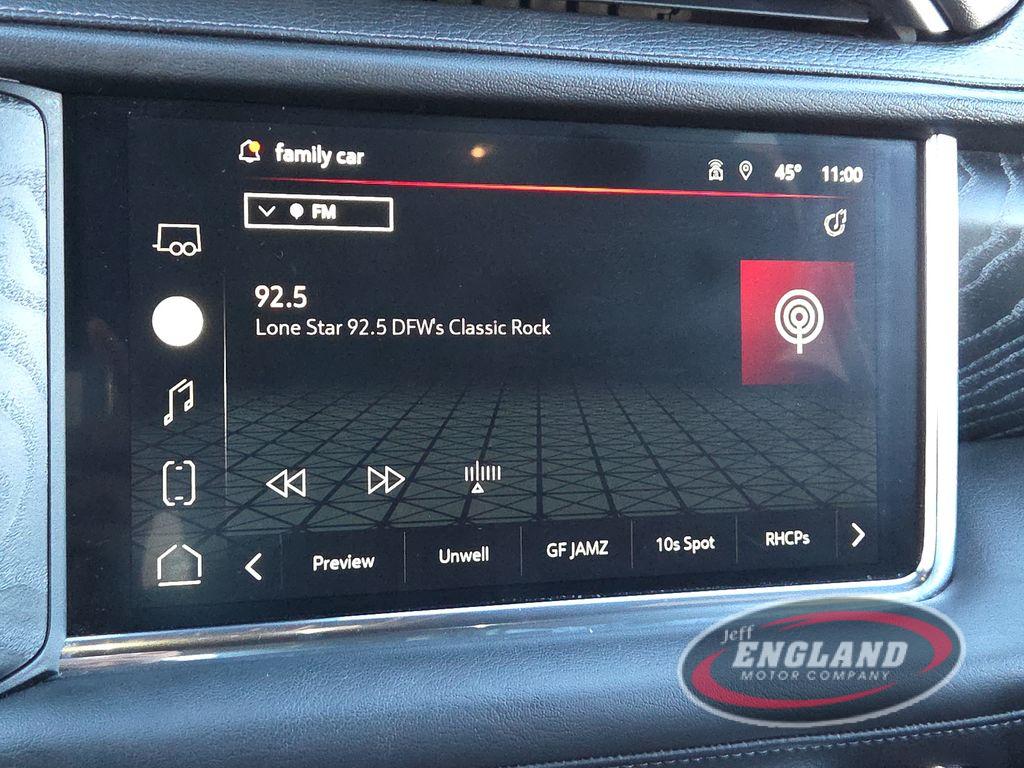 family car
45° 11:00
FM
92.5
Lone Star 92.5 DFW's Classic Rock
Preview Unwell GF JAMZ 10s Spot RHCPs
Jeff
ENGLAND
MOTOR COMPANY